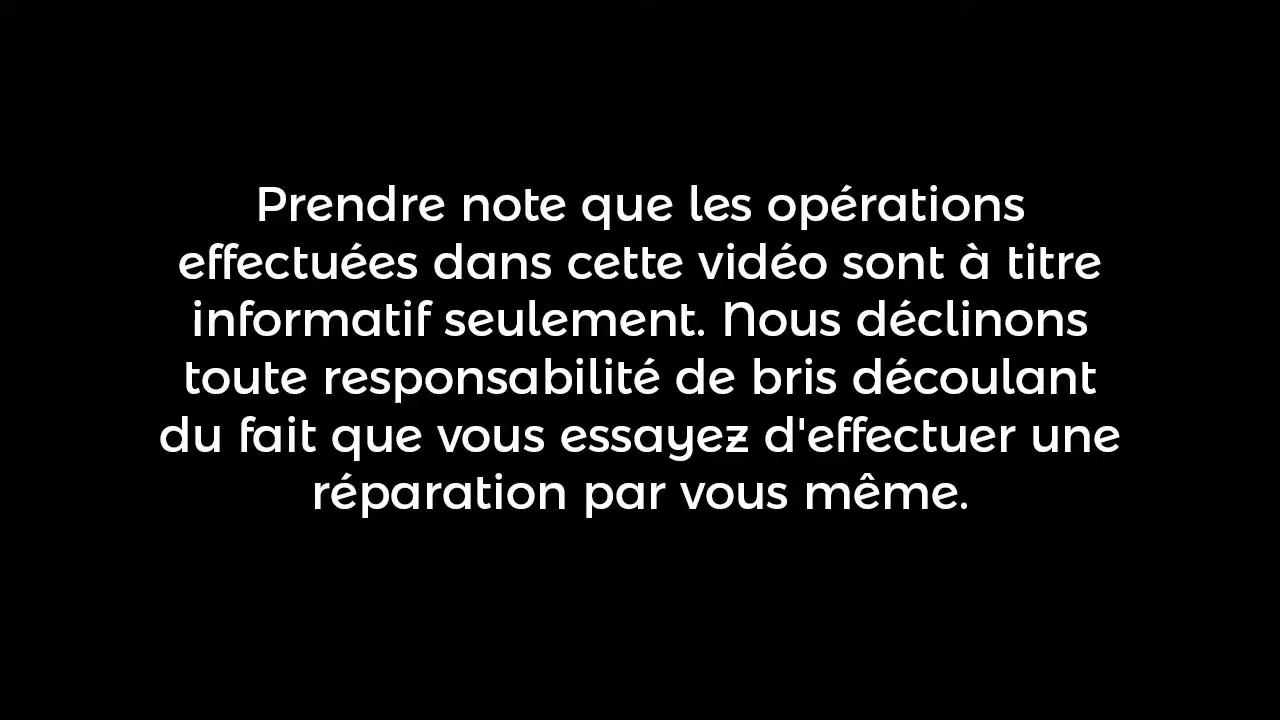 Prendre note que les opérations
effectuées dans cette vidéo sont à titre
informatif seulement. Nous déclinons
toute responsabilité de bris découlant
du fait que vous essayez d'effectuer une
réparation par vous même.